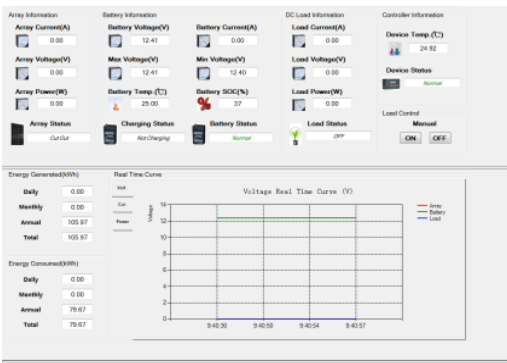 Array Information
Battery Information
DC Load Information
Controller Information
Array Current(A)
0.00
Battery Voltage(V)
12.41
Battery Current(A)
0.00
Load Current(A)
0.00
Device Temp.(℃)
24.92
Array Voltage(V)
0.00
Max Voltage(V)
12.41
Min Voltage(V)
12.40
Load Voltage(V)
0.00
Device Status
Normal
Array Power(W)
0.00
Battery Temp.(℃)
25.00
Battery SOC(%)
37
Load Power(W)
0.00
Array Status
Cut Out
Charging Status
Not Charging
Battery Status
Normal
Load Status
OFF
Load Control
Manual
ON OFF
Energy Generated(kWh)
Daily 0.00
Monthly 0.00
Annual 105.97
Total 105.97
Energy Consumed(kWh)
Daily 0.00
Monthly 0.00
Annual 79.67
Total 79.67
Real Time Curve
Volt.
Cur.
Power
Voltage Real Time Curve (V)
Voltage
14
12
10
8
6
4
2
0
9:40:30 9:40:50 9:40:54 9:40:57
Array
Battery
Load